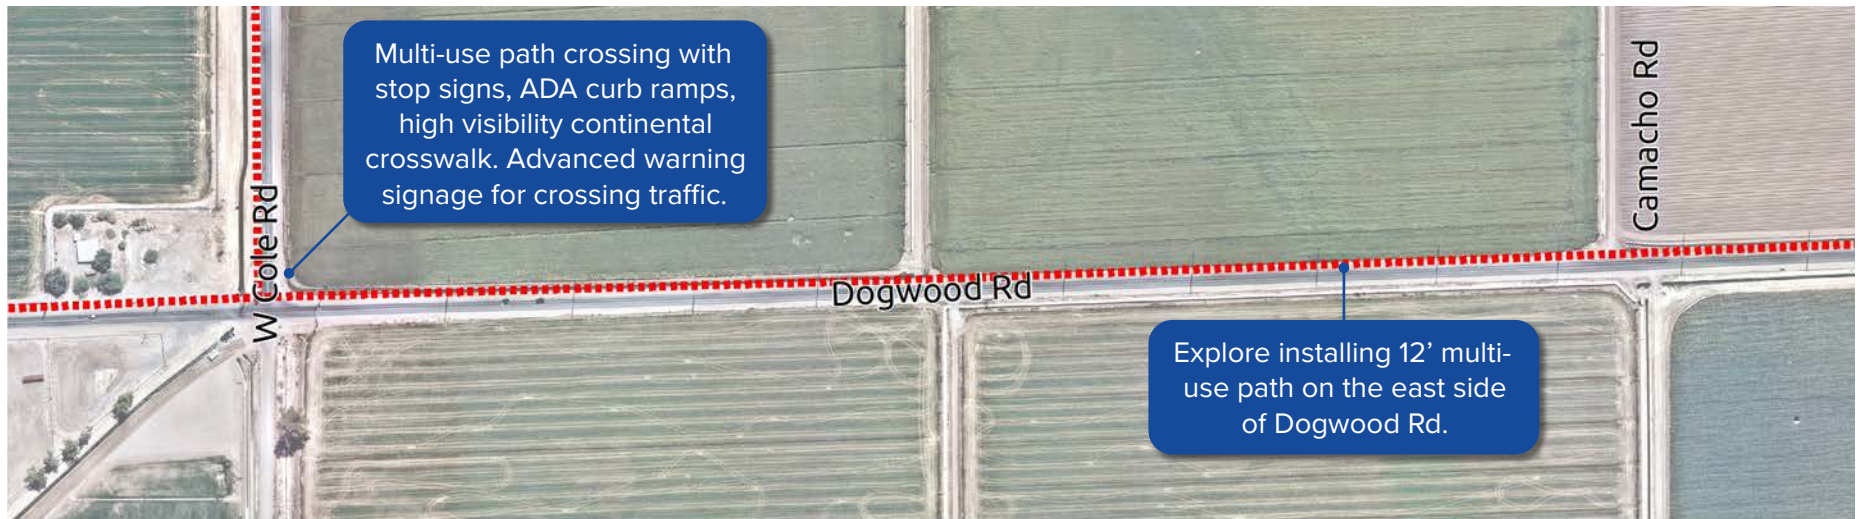 Multi-use path crossing with
stop signs, ADA curb ramps,
high visibility continental
crosswalk. Advanced warning
signage for crossing traffic.
W Cole Rd
Dogwood Rd
Camacho Rd
Explore installing 12’ multi-
use path on the east side
of Dogwood Rd.